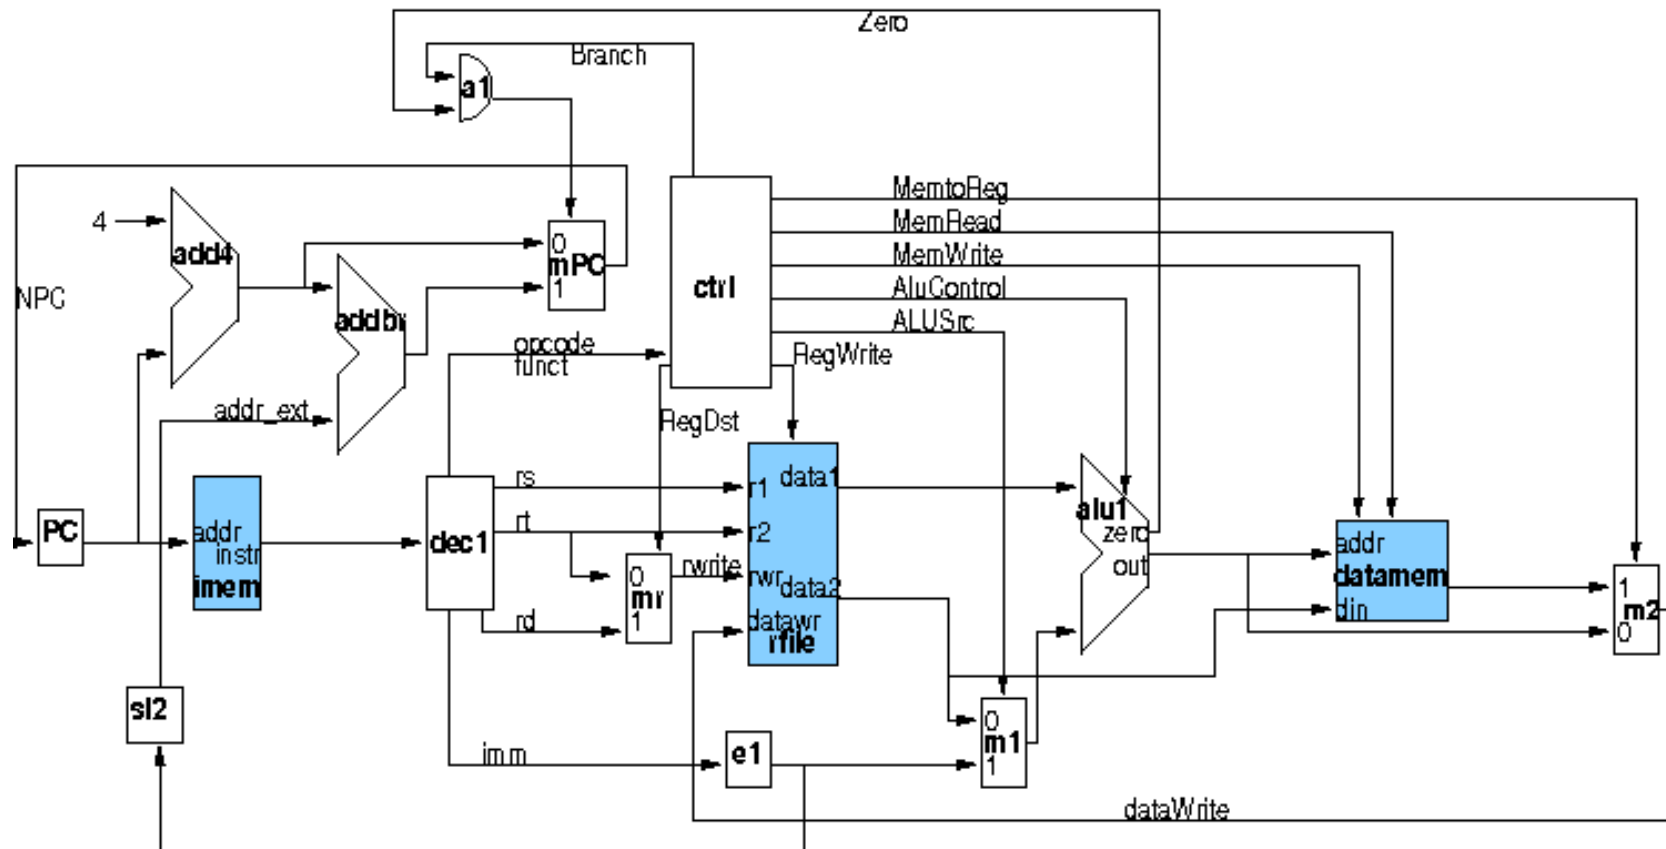 Zero
Branch
a1
MemtoReg
4
MemRead
add4
0
mPC
1
MemWrite
ctrl
NPC
AluControl
addbr
ALUSrc
opcode
funct
RegWrite
addr_ext
RegDst
rs
r1
data1
PC
addr
instr
imem
dec1
rt
r2
alu1
zero
out
addr
datamem
din
0
mr
1
rwrite
rwr
data2
rd
datawr
rfile
1
m2
0
sl2
imm
e1
0
m1
1
dataWrite